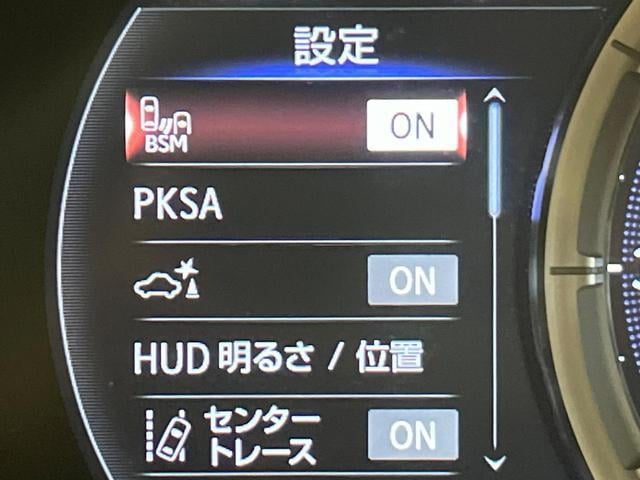 設定
BSM ON
PKSA
ON
HUD 明るさ / 位置
センター
トレース ON